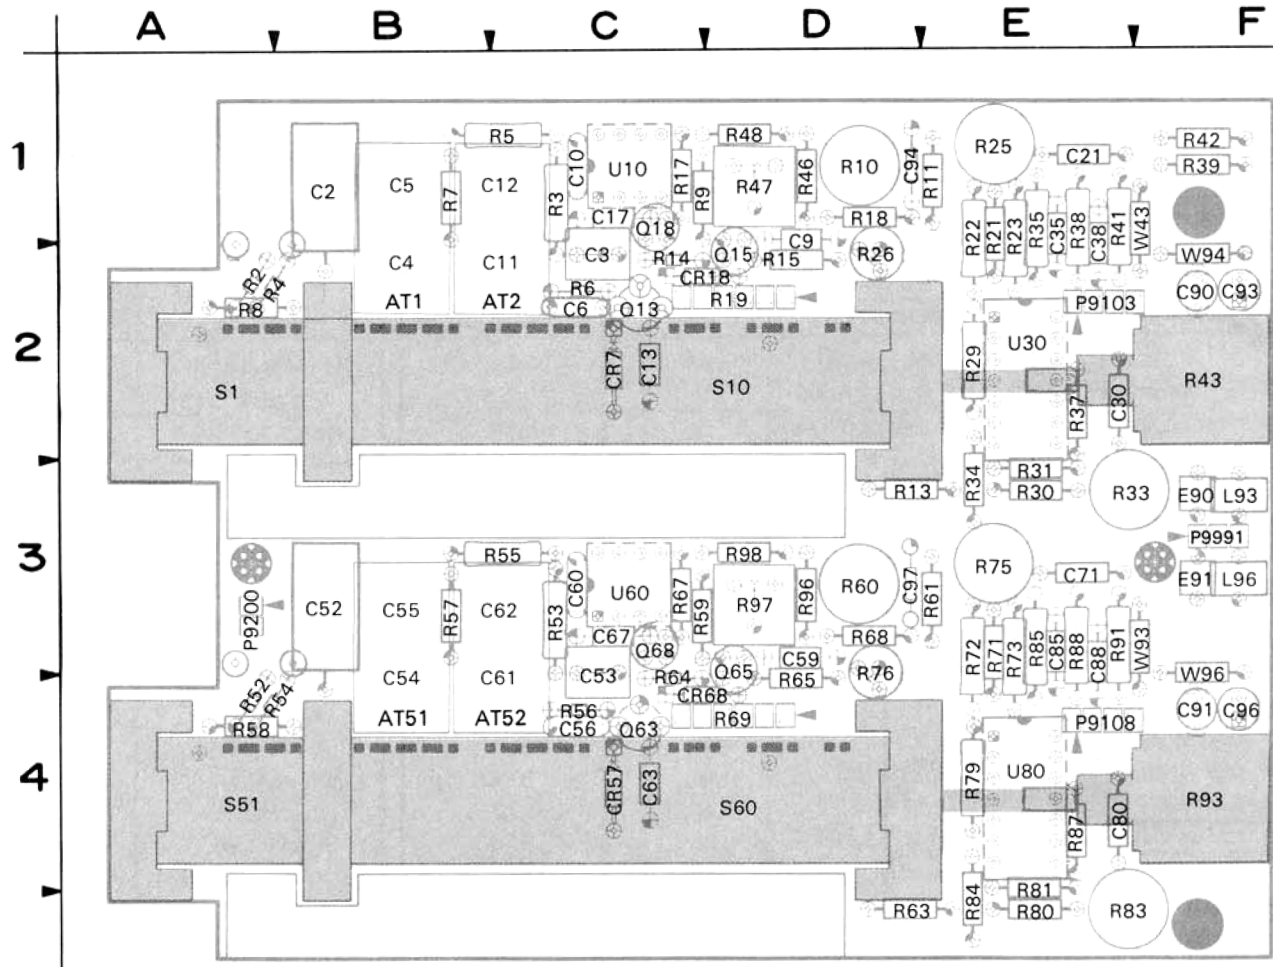 A B C D E F
1
R5 R48 R42
C10 U10 R17 R47 R46 R10 C94 R11 R25 C21 R39
C2 C5 R7 C12 R3 R9
C17 Q18 R18 R22 R21 R23 R35 C35 R38 C38 R41 W43
C3 Q15 C9 R26 W94
R2 R4 C4 C11 R14 R15
CR18
R8 AT1 AT2 R6 C6 Q13 R19 P9103 C90 C93
2
CR7 C13 R29 U30
S1 S10 R37 C30 R43
R34 R31
R13 R30 R33 E90 L93
P9991
3
R55 R98
C60 U60 R67 R97 R96 R60 C97 R61 R75 C71 E91 L96
P9200 C52 C55 R57 C62 R53 R59
C67 Q68 R68 R72 R71 R73 R85 C85 R88 C88 R91 W93
C53 Q65 C59 R76 W96
R52 R54 C54 C61 R64 R65
CR68
R58 AT51 AT52 R56 C56 Q63 R69 P9108 C91 C96
4
CR57 C63 R79 U80
S51 S60 R87 C80 R93
R84 R81
R63 R80 R83